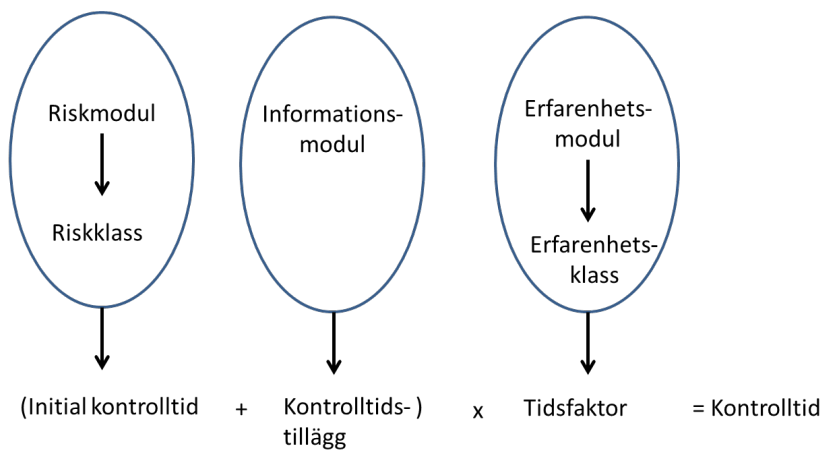 Riskmodul
Riskklass
Informations-
modul
Erfarenhets-
modul
Erfarenhets-
klass
(Initial kontrolltid + Kontrolltids- ) x Tidsfaktor = Kontrolltid
tillägg